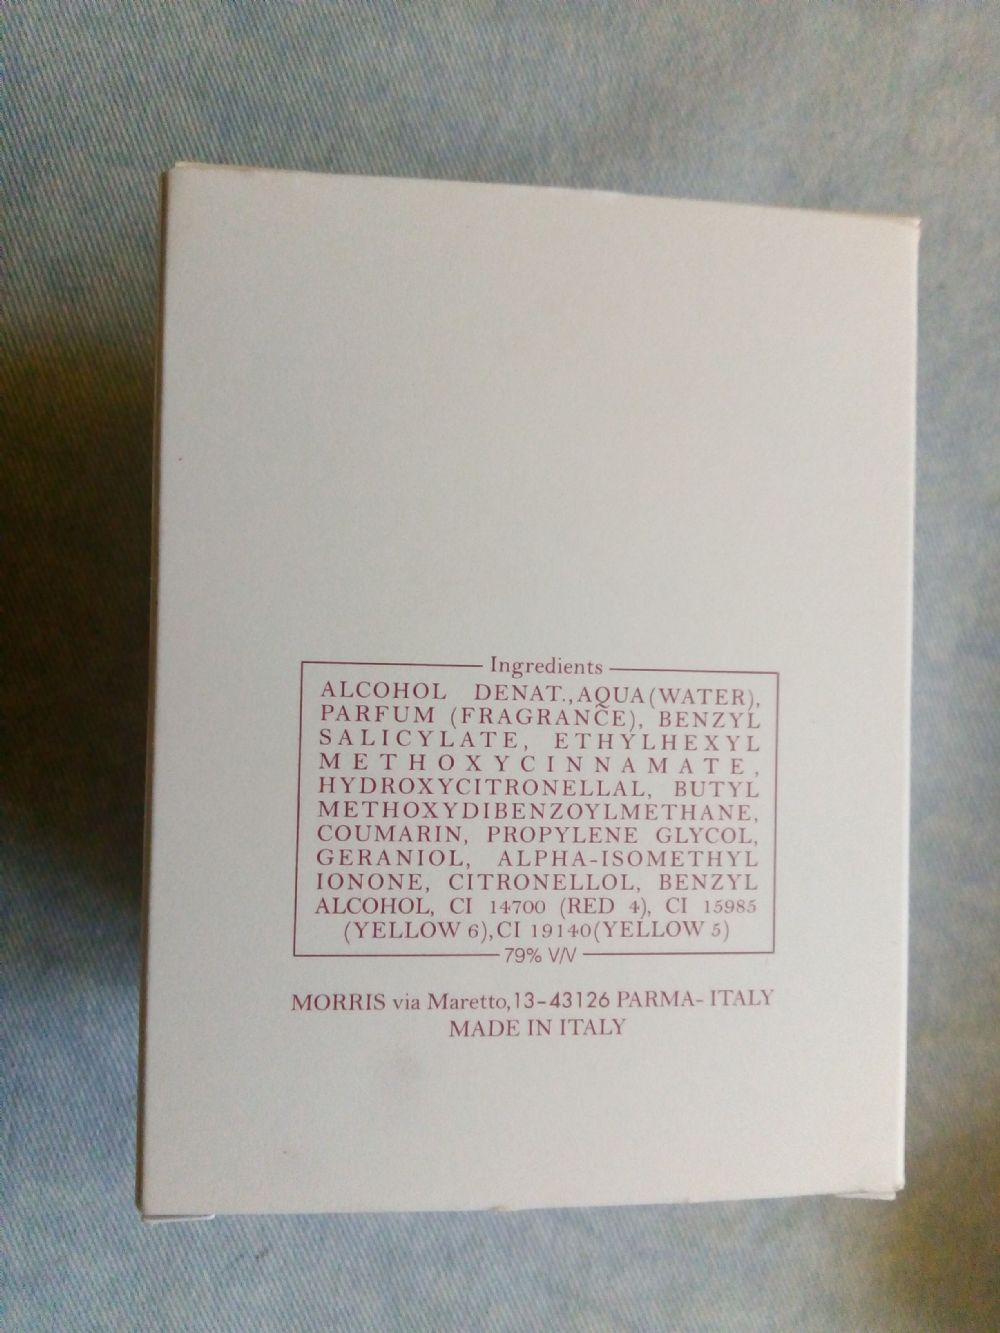 Ingredients
ALCOHOL DENAT.,AQUA(WATER),
PARFUM (FRAGRANCE), BENZYL
SALICYLATE, ETHYLHEXYL
METHOXYCINNAMATE,
HYDROXYCITRONELLAL, BUTYL
METHOXYDIBENZOYLMETHANE,
COUMARIN, PROPYLENE GLYCOL,
GERANIOL, ALPHA-ISOMETHYL
IONONE, CITRONELLOL, BENZYL
ALCOHOL, CI 14700 (RED 4), CI 15985
(YELLOW 6),CI 19140(YELLOW 5)
79% V/V
MORRIS via Maretto,13-43126 PARMA- ITALY
MADE IN ITALY